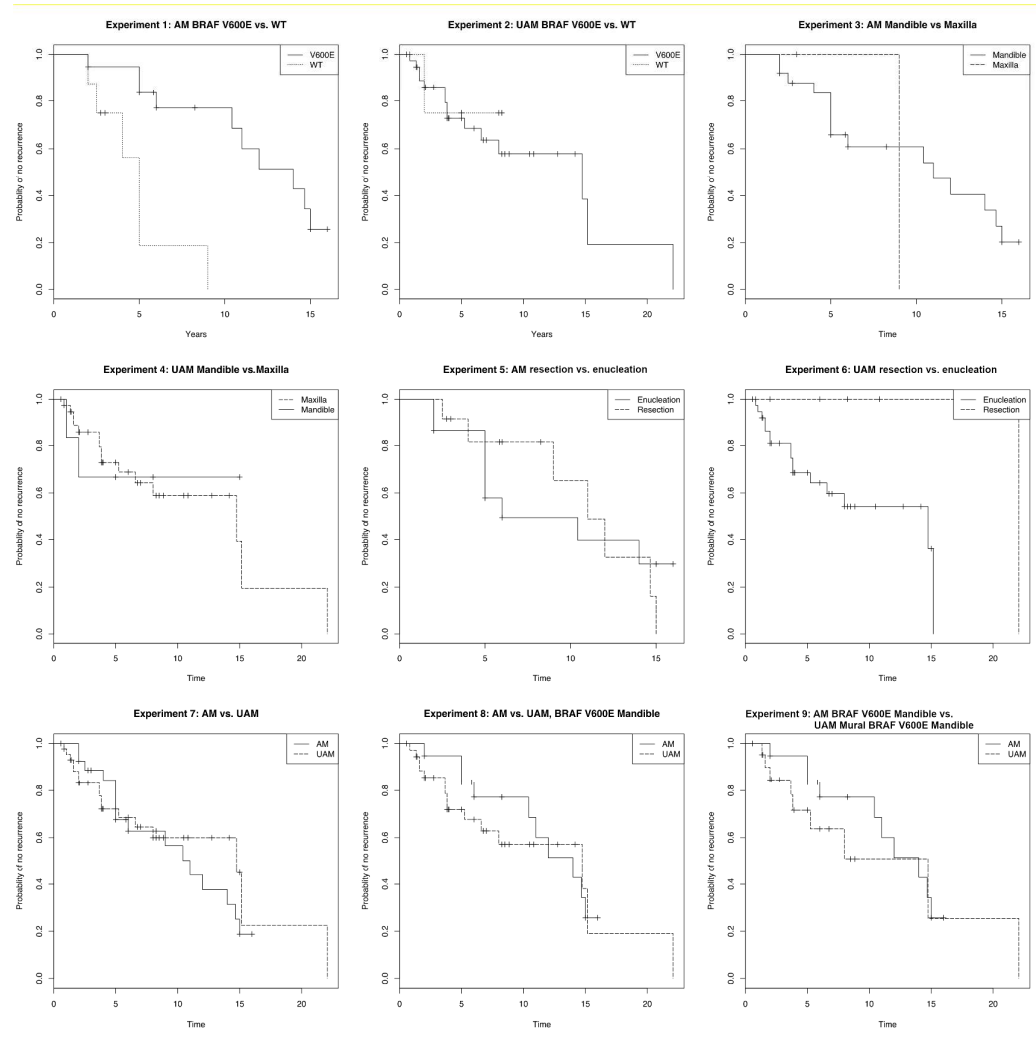 Experiment 1: AM BRAF V600E vs. WT
V600E
WT
Probablity o no recurrence
0.0 0.2 0.4 0.6 0.8 1.0
0 5 10 15
Years
Experiment 2: UAM BRAF V600E vs. WT
V600E
WT
Probablity o no recurrence
0.0 0.2 0.4 0.6 0.8 1.0
0 5 10 15 20
Years
Experiment 3: AM Mandible vs Maxilla
Mandible
Maxilla
Probablity o no recurrence
0.0 0.2 0.4 0.6 0.8 1.0
0 5 10 15
Time
Experiment 4: UAM Mandible vs.Maxilla
Maxilla
Mandible
Probablity of no recurrence
0.0 0.2 0.4 0.6 0.8 1.0
0 5 10 15 20
Time
Experiment 5: AM resection vs. enucleation
Enucleation
Resection
Probablity of no recurrence
0.0 0.2 0.4 0.6 0.8 1.0
0 5 10 15
Time
Experiment 6: UAM resection vs. enucleation
Enucleation
Resection
Probablity of no recurrence
0.0 0.2 0.4 0.6 0.8 1.0
0 5 10 15 20
Time
Experiment 7: AM vs. UAM
AM
UAM
Probablity of no recurrence
0.0 0.2 0.4 0.6 0.8 1.0
0 5 10 15 20
Time
Experiment 8: AM vs. UAM, BRAF V600E Mandible
AM
UAM
Probablity of no recurrence
0.0 0.2 0.4 0.6 0.8 1.0
0 5 10 15 20
Time
Experiment 9: AM BRAF V600E Mandible vs.
UAM Mural BRAF V600E Mandible
AM
UAM
Probablity of no recurrence
0.0 0.2 0.4 0.6 0.8 1.0
0 5 10 15 20
Time